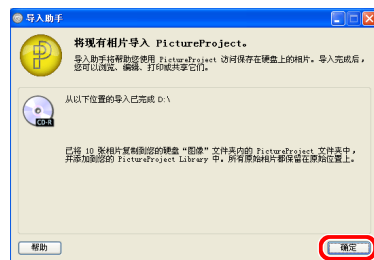 导入助手
将现有相片导入 PictureProject。
导入助手将帮助您使用 PictureProject 访问保存在硬盘上的相片。导入完成后，
您可以浏览、编辑、打印或共享它们。
从以下位置的导入已完成 D:\
CD-R
已将 10 张相片复制到您的硬盘“图像”文件夹内的 PictureProject 文件夹中，
并添加到您的 PictureProject Library 中。所有原始相片都保留在原始位置上。
帮助
确定